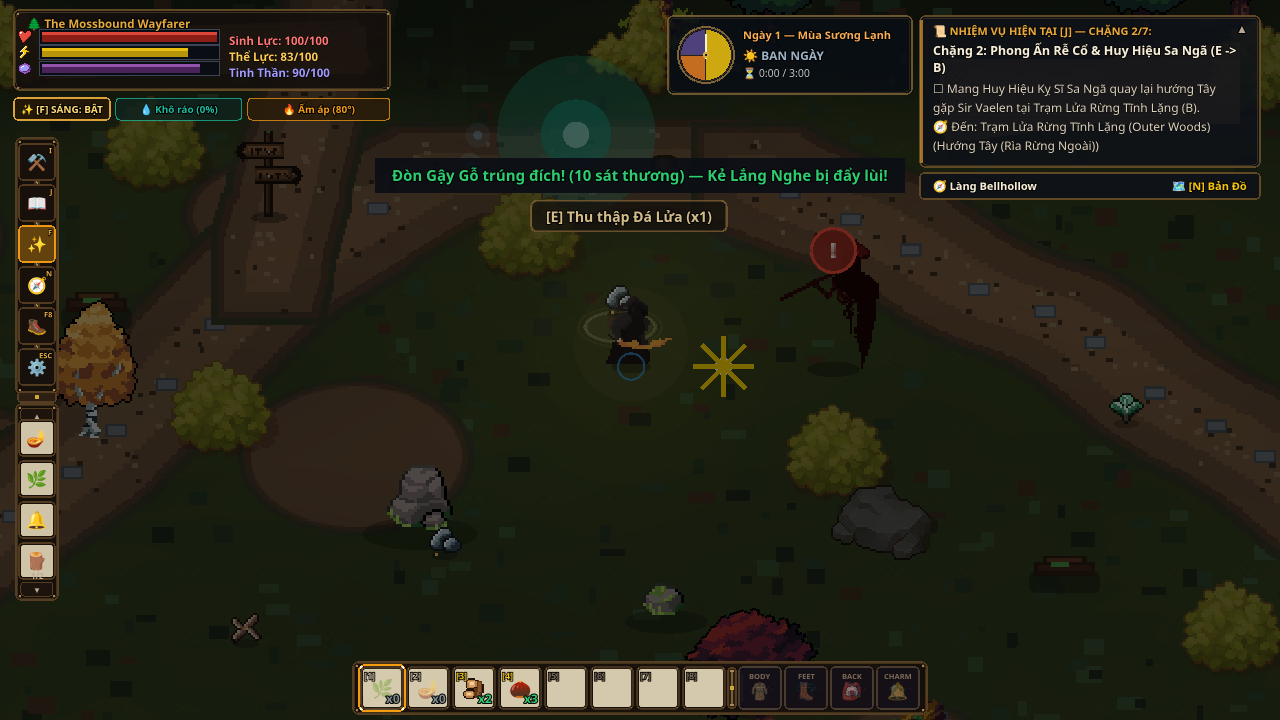 🌲 The Mossbound Wayfarer
Sinh Lực: 100/100
Thể Lực: 83/100
Tinh Thần: 90/100
✨ [F] SÁNG: BẬT
💧 Khô ráo (0%)
🔥 Ấm áp (80°)
Ngày 1 — Mùa Sương Lạnh
☀️ BAN NGÀY
⏳ 0:00 / 3:00
📜 NHIỆM VỤ HIỆN TẠI [J] — CHẶNG 2/7:
Chặng 2: Phong Ấn Rễ Cổ & Huy Hiệu Sa Ngã (E ->
B)
☐ Mang Huy Hiệu Kỵ Sĩ Sa Ngã quay lại hướng Tây
gặp Sir Vaelen tại Trạm Lửa Rừng Tĩnh Lặng (B).
🧭 Đến: Trạm Lửa Rừng Tĩnh Lặng (Outer Woods)
(Hướng Tây (Rìa Rừng Ngoài))
🧭 Làng Bellhollow
🗺️ [N] Bản Đồ
Đòn Gậy Gỗ trúng đích! (10 sát thương) — Kẻ Lắng Nghe bị đẩy lùi!
[E] Thu thập Đá Lửa (x1)
I
J
F
N
F8
ESC
[1] x0
[2] x0
[3] x2
[4] x3
[5]
[6]
[7]
[8]
BODY
FEET
BACK
CHARM